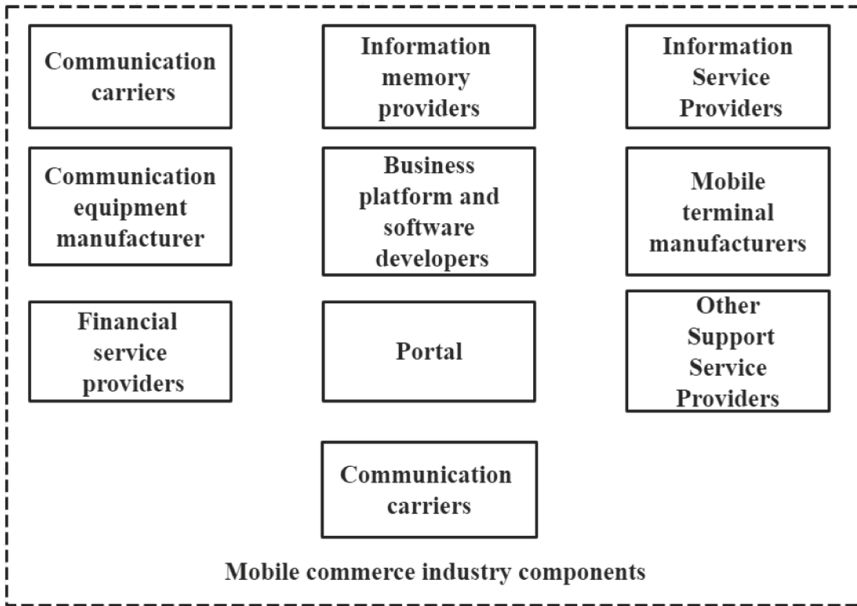 Communication
carriers
Information
memory
providers
Information
Service
Providers
Communication
equipment
manufacturer
Business
platform and
software
developers
Mobile
terminal
manufacturers
Financial
service
providers
Portal
Other
Support
Service
Providers
Communication
carriers
Mobile commerce industry components